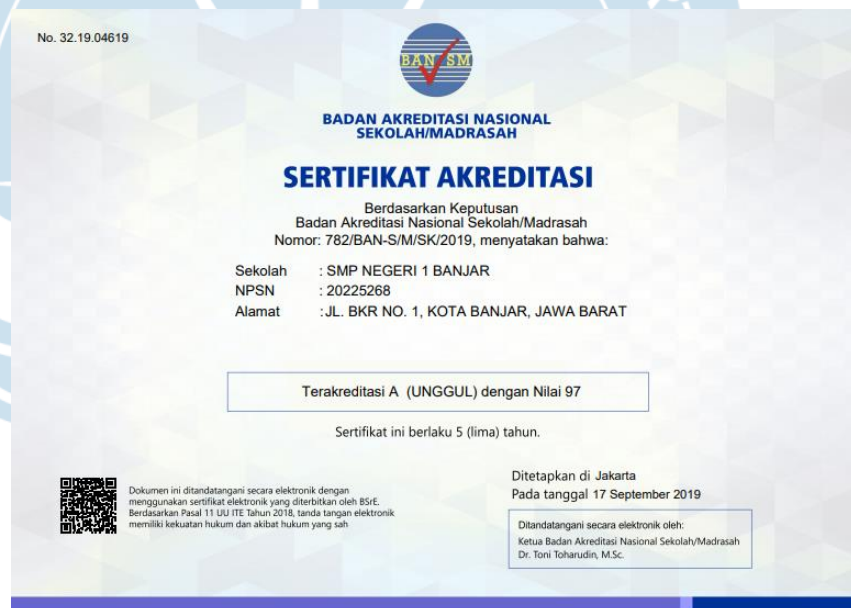 No. 32.19.04619
BAN SM
BADAN AKREDITASI NASIONAL
SEKOLAH/MADRASAH
SERTIFIKAT AKREDITASI
Berdasarkan Keputusan
Badan Akreditasi Nasional Sekolah/Madrasah
Nomor: 782/BAN-S/M/SK/2019, menyatakan bahwa:
Sekolah : SMP NEGERI 1 BANJAR
NPSN : 20225268
Alamat :JL. BKR NO. 1, KOTA BANJAR, JAWA BARAT
Terakreditasi A (UNGGUL) dengan Nilai 97
Sertifikat ini berlaku 5 (lima) tahun.
Dokumen ini ditandatangani secara elektronik dengan
menggunakan sertifikat elektronik yang diterbitkan oleh BSrE.
Berdasarkan Pasal 11 UU ITE Tahun 2018, tanda tangan elektronik
memiliki kekuatan hukum dan akibat hukum yang sah
Ditetapkan di Jakarta
Pada tanggal 17 September 2019
Ditandatangani secara elektronik oleh:
Ketua Badan Akreditasi Nasional Sekolah/Madrasah
Dr. Toni Toharudin, M.Sc.